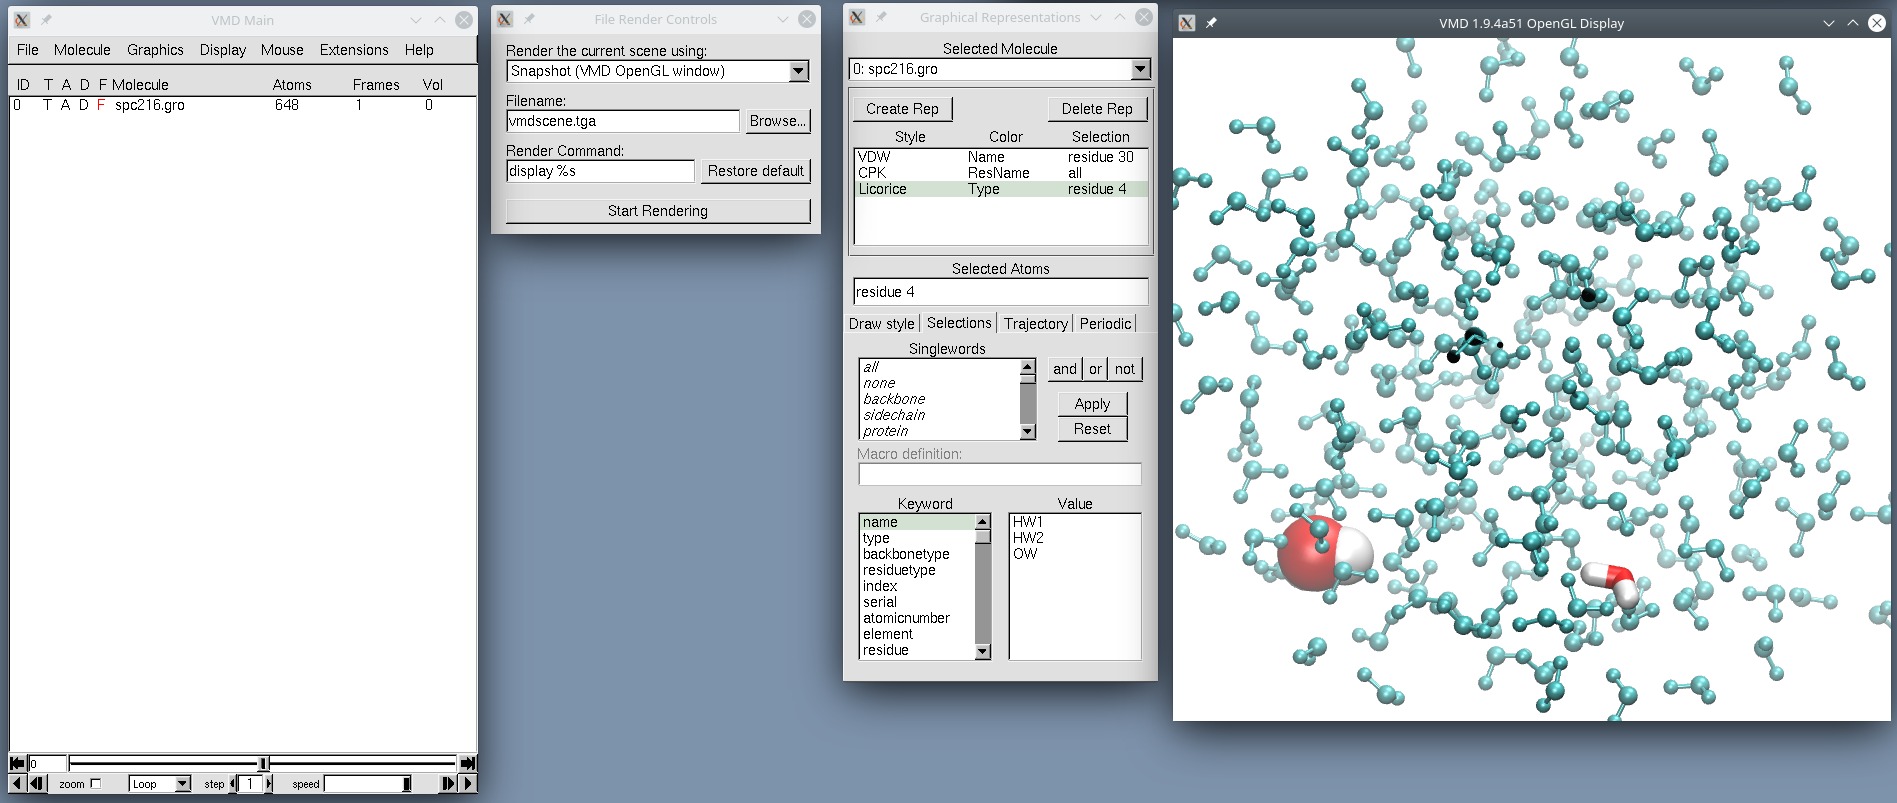 VMD Main
File Molecule Graphics Display Mouse Extensions Help
ID T A D F Molecule Atoms Frames Vol
0 T A D F spc216.gro 648 1 0
0
zoom Loop step 1 speed
File Render Controls
Render the current scene using:
Snapshot (VMD OpenGL window)
Filename:
vmdscene.tga Browse...
Render Command:
display %s Restore default
Start Rendering
Graphical Representations
Selected Molecule
0: spc216.gro
Create Rep Delete Rep
Style Color Selection
VDW Name residue 30
CPK ResName all
Licorice Type residue 4
Selected Atoms
residue 4
Draw style Selections Trajectory Periodic
Singlewords
all
none
backbone
sidechain
protein
and or not
Apply
Reset
Macro definition:
Keyword
name
type
backbonetype
residuetype
index
serial
atomicnumber
element
residue
Value
HW1
HW2
OW
VMD 1.9.4a51 OpenGL Display